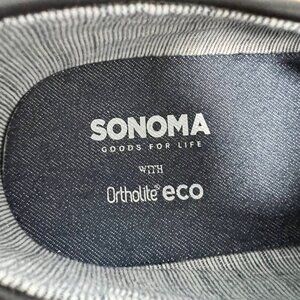 SONOMA
GOODS FOR LIFE
WITH
Ortholite® eco